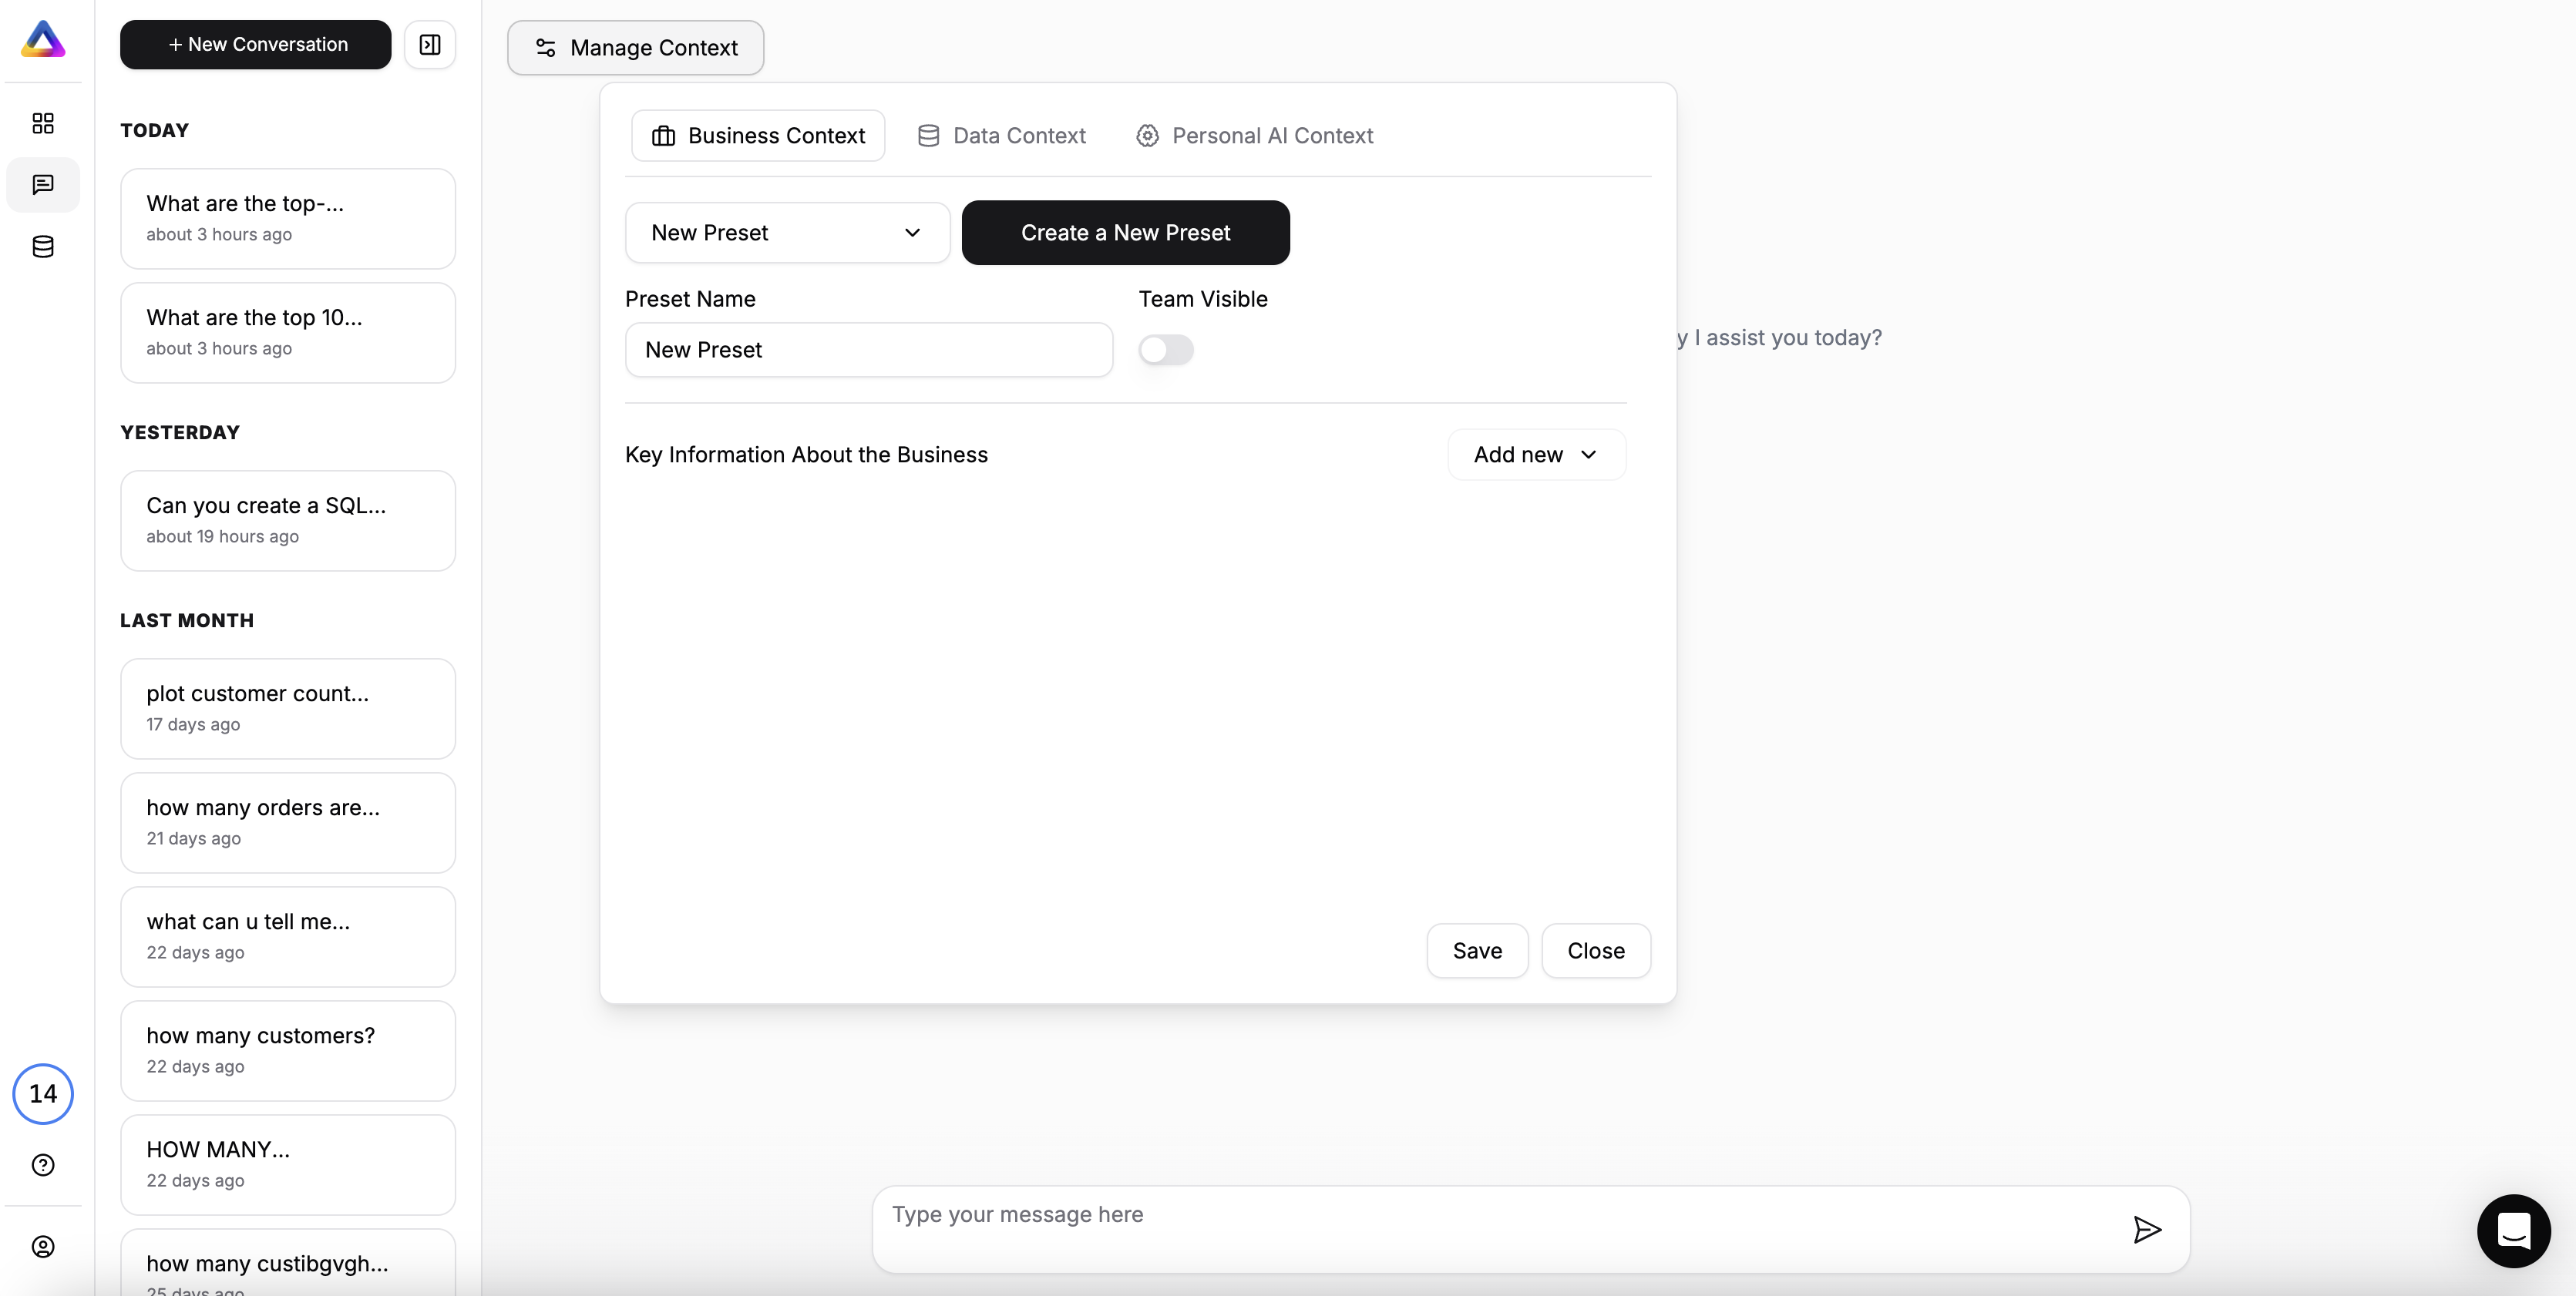 + New Conversation
TODAY
What are the top-...
about 3 hours ago
What are the top 10...
about 3 hours ago
YESTERDAY
Can you create a SQL...
about 19 hours ago
LAST MONTH
plot customer count...
17 days ago
how many orders are...
21 days ago
what can u tell me...
22 days ago
how many customers?
22 days ago
HOW MANY...
22 days ago
how many custibgvgh...
25 days ago
14
Manage Context
Business Context
Data Context
Personal AI Context
New Preset
Create a New Preset
Preset Name
Team Visible
New Preset
Key Information About the Business
Add new
Save
Close
y I assist you today?
Type your message here